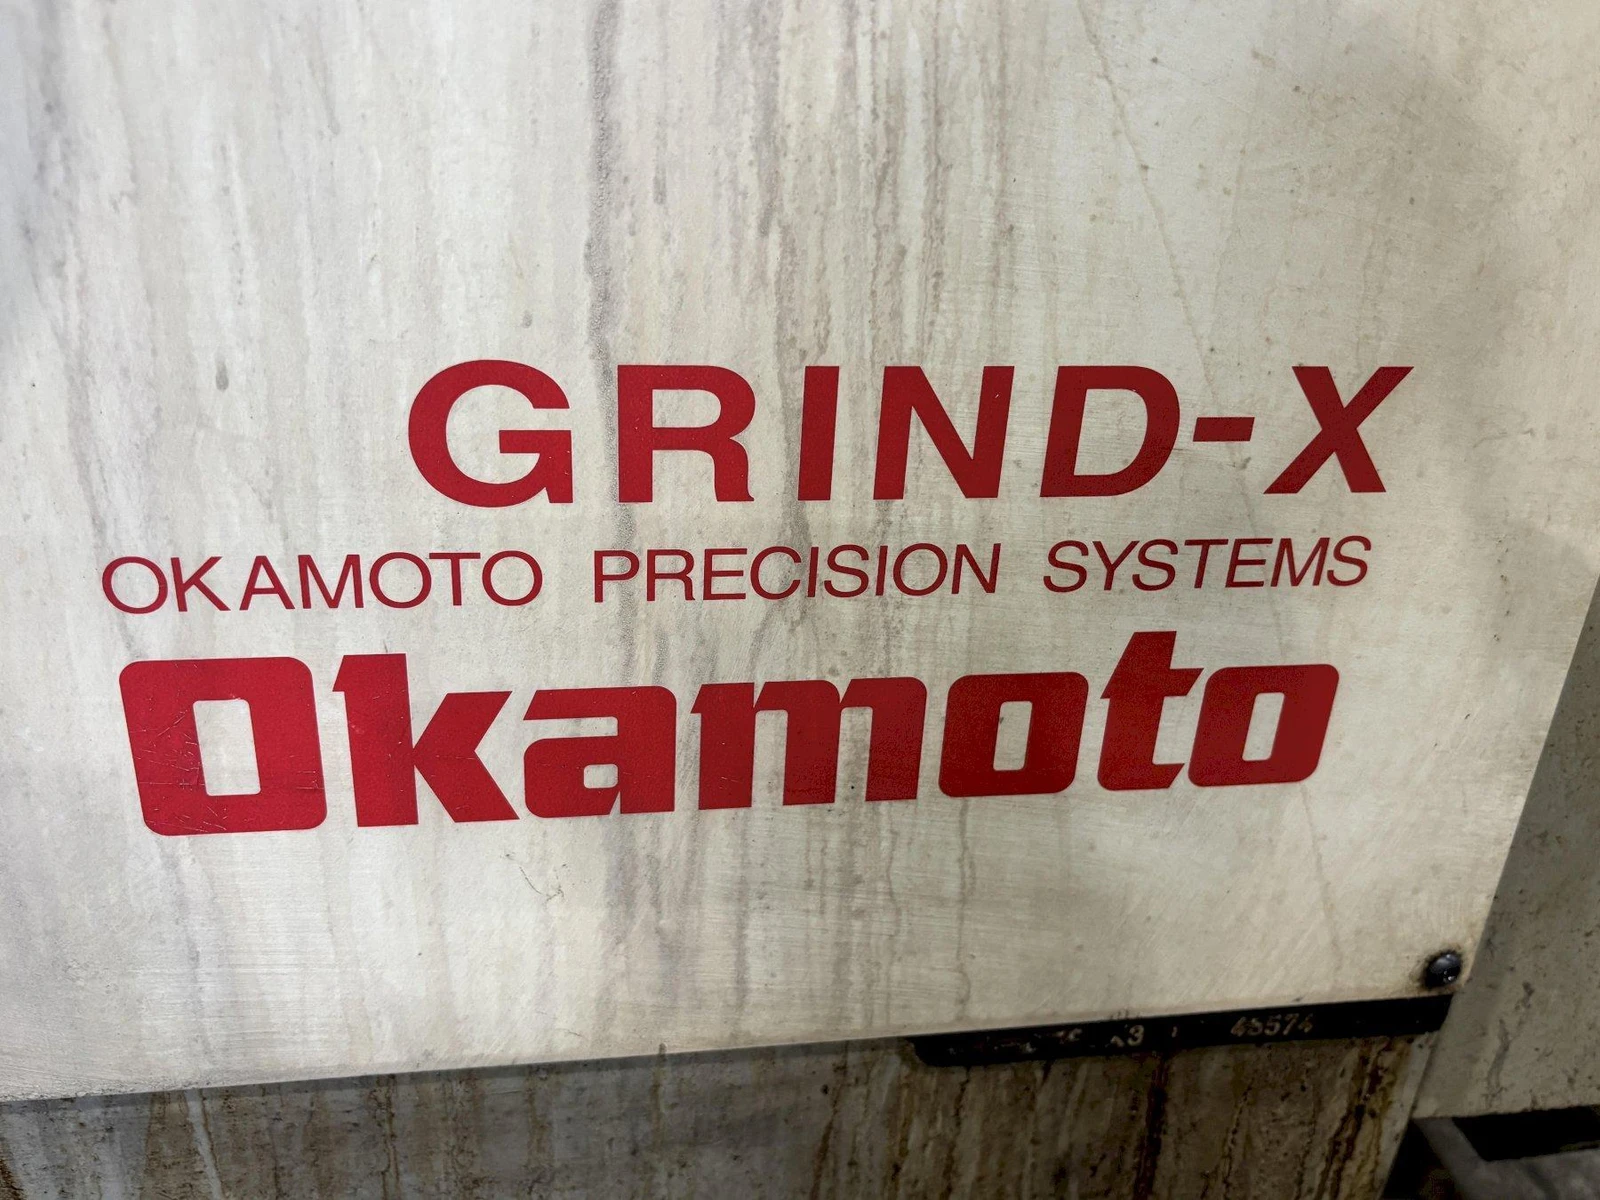 GRIND-X
OKAMOTO PRECISION SYSTEMS
Okamoto